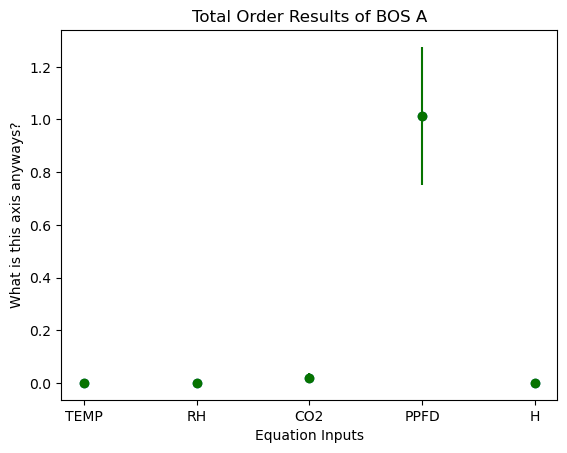 Total Order Results of BOS A
What is this axis anyways?
1.2
1.0
0.8
0.6
0.4
0.2
0.0
TEMP RH CO2 PPFD H
Equation Inputs